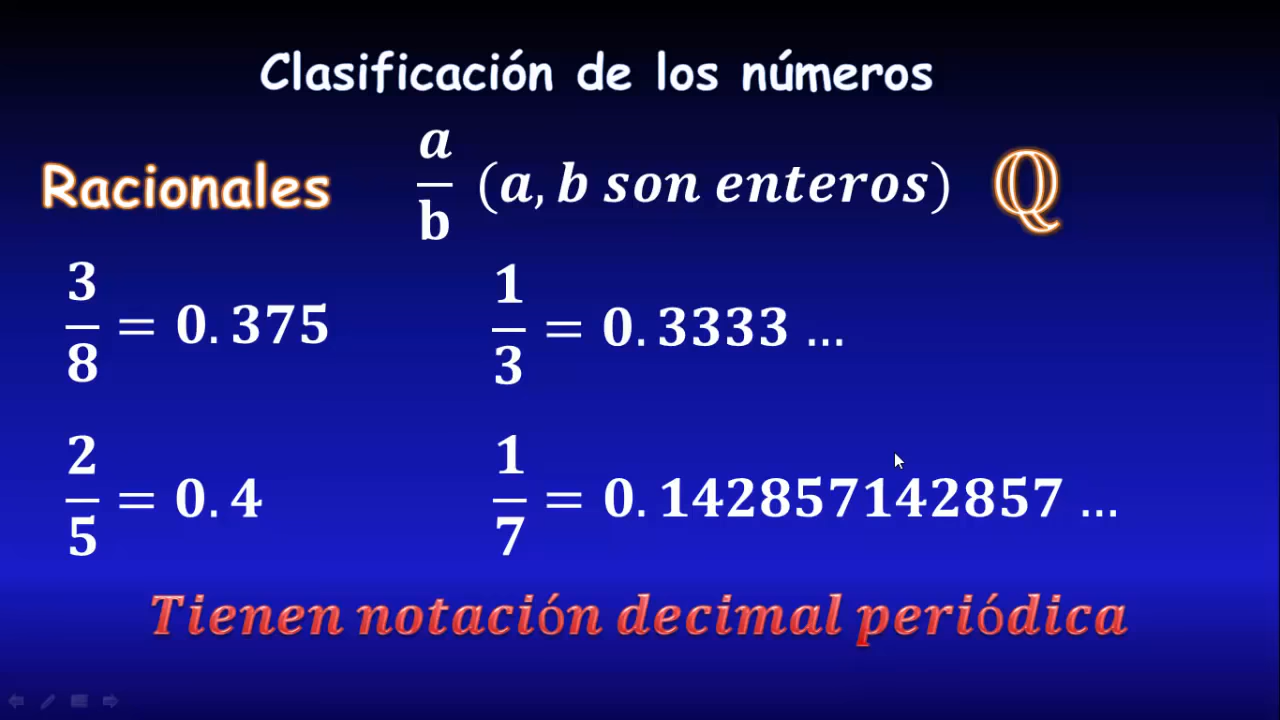 Clasificación de los números
Racionales a/b (a, b son enteros) ℚ
3/8 = 0.375 1/3 = 0.3333 ...
2/5 = 0.4 1/7 = 0.142857142857 ...
Tienen notación decimal periódica